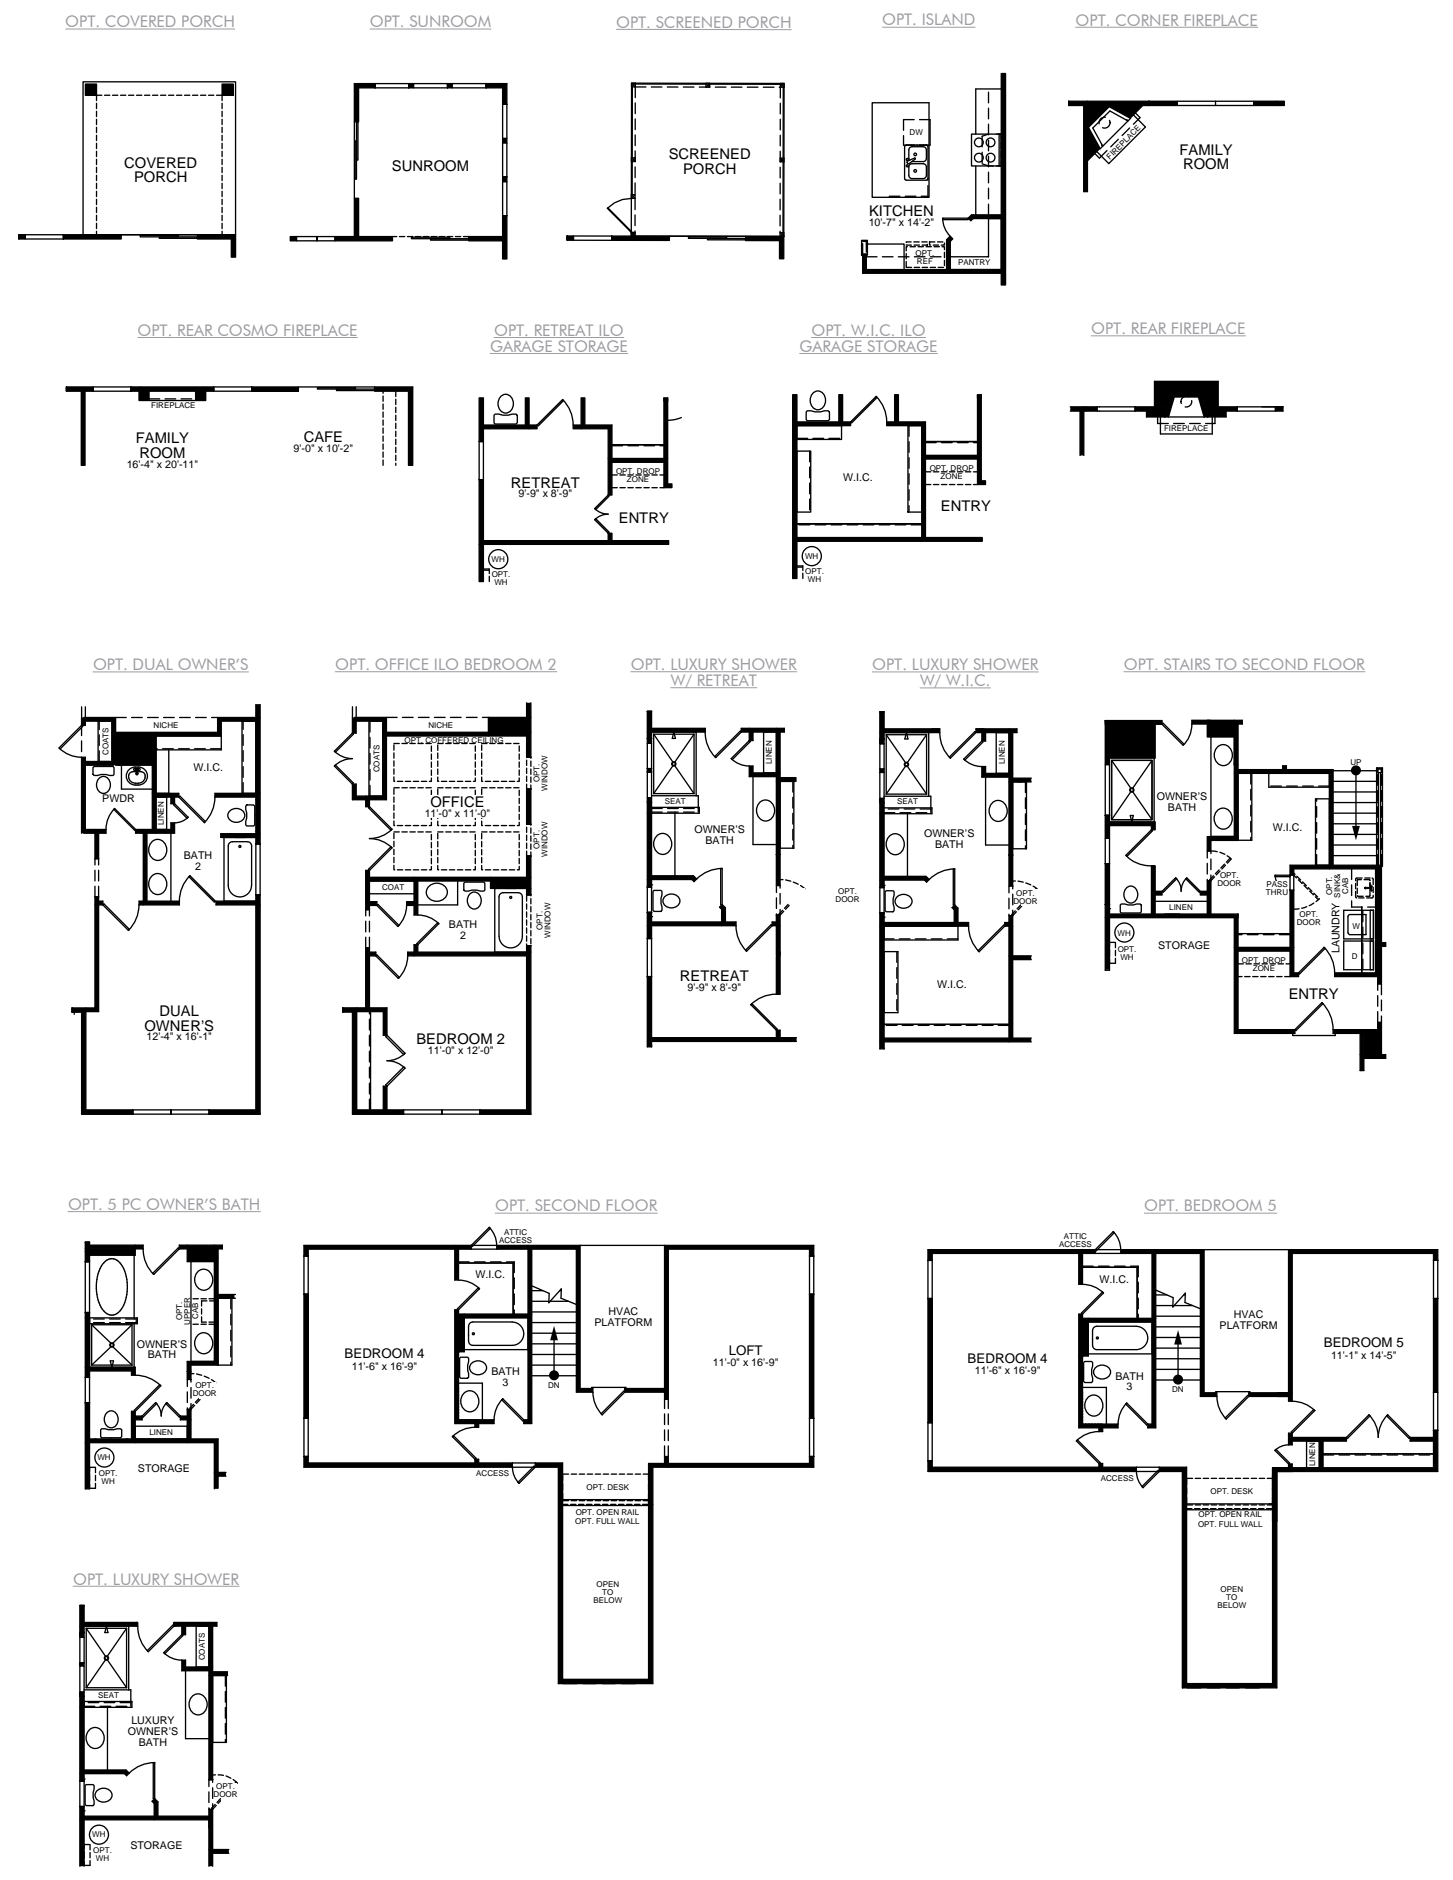 OPT. COVERED PORCH
COVERED
PORCH
OPT. SUNROOM
SUNROOM
OPT. SCREENED PORCH
SCREENED
PORCH
OPT. ISLAND
DW
KITCHEN
10'-7" x 14'-2"
OPT.
REF
PANTRY
OPT. CORNER FIREPLACE
FIREPLACE
FAMILY
ROOM
OPT. REAR COSMO FIREPLACE
FIREPLACE
FAMILY
ROOM
16'-4" x 20'-11"
CAFE
9'-0" x 10'-2"
OPT. RETREAT ILO
GARAGE STORAGE
RETREAT
9'-9" x 8'-9"
OPT. DROP
ZONE
ENTRY
WH
OPT.
WH
OPT. W.I.C. ILO
GARAGE STORAGE
W.I.C.
OPT. DROP
ZONE
ENTRY
WH
OPT.
WH
OPT. REAR FIREPLACE
FIREPLACE
OPT. DUAL OWNER'S
NICHE
COATS
W.I.C.
PWDR
LINEN
BATH
2
DUAL
OWNER'S
12'-4" x 16'-1"
OPT. OFFICE ILO BEDROOM 2
NICHE
OPT. COFFERED CEILING
COATS
OPT.
WINDOW
OFFICE
11'-0" x 11'-0"
OPT.
WINDOW
COAT
BATH
2
OPT.
WINDOW
BEDROOM 2
11'-0" x 12'-0"
OPT. LUXURY SHOWER
W/ RETREAT
LINEN
SEAT
OWNER'S
BATH
OPT.
DOOR
RETREAT
9'-9" x 8'-9"
OPT. LUXURY SHOWER
W/ W.I.C.
LINEN
SEAT
OWNER'S
BATH
OPT.
DOOR
W.I.C.
OPT. STAIRS TO SECOND FLOOR
UP
OWNER'S
BATH
W.I.C.
OPT.
DOOR
PASS
THRU
OPT.
SINK&
CAB
OPT.
DOOR
LINEN
LAUNDRY
W
D
WH
OPT.
WH
STORAGE
OPT. DROP
ZONE
ENTRY
OPT. 5 PC OWNER'S BATH
OPT.
UPPER
CAB
OWNER'S
BATH
OPT.
DOOR
LINEN
WH
OPT.
WH
STORAGE
OPT. SECOND FLOOR
ATTIC
ACCESS
W.I.C.
HVAC
PLATFORM
BEDROOM 4
11'-6" x 16'-9"
BATH
3
DN
LOFT
11'-0" x 16'-9"
ACCESS
OPT. DESK
OPT. OPEN RAIL
OPT. FULL WALL
OPEN
TO
BELOW
OPT. BEDROOM 5
ATTIC
ACCESS
W.I.C.
HVAC
PLATFORM
BEDROOM 4
11'-6" x 16'-9"
BATH
3
DN
BEDROOM 5
11'-1" x 14'-5"
LINEN
ACCESS
OPT. DESK
OPT. OPEN RAIL
OPT. FULL WALL
OPEN
TO
BELOW
OPT. LUXURY SHOWER
COATS
SEAT
LUXURY
OWNER'S
BATH
OPT.
DOOR
WH
OPT.
WH
STORAGE